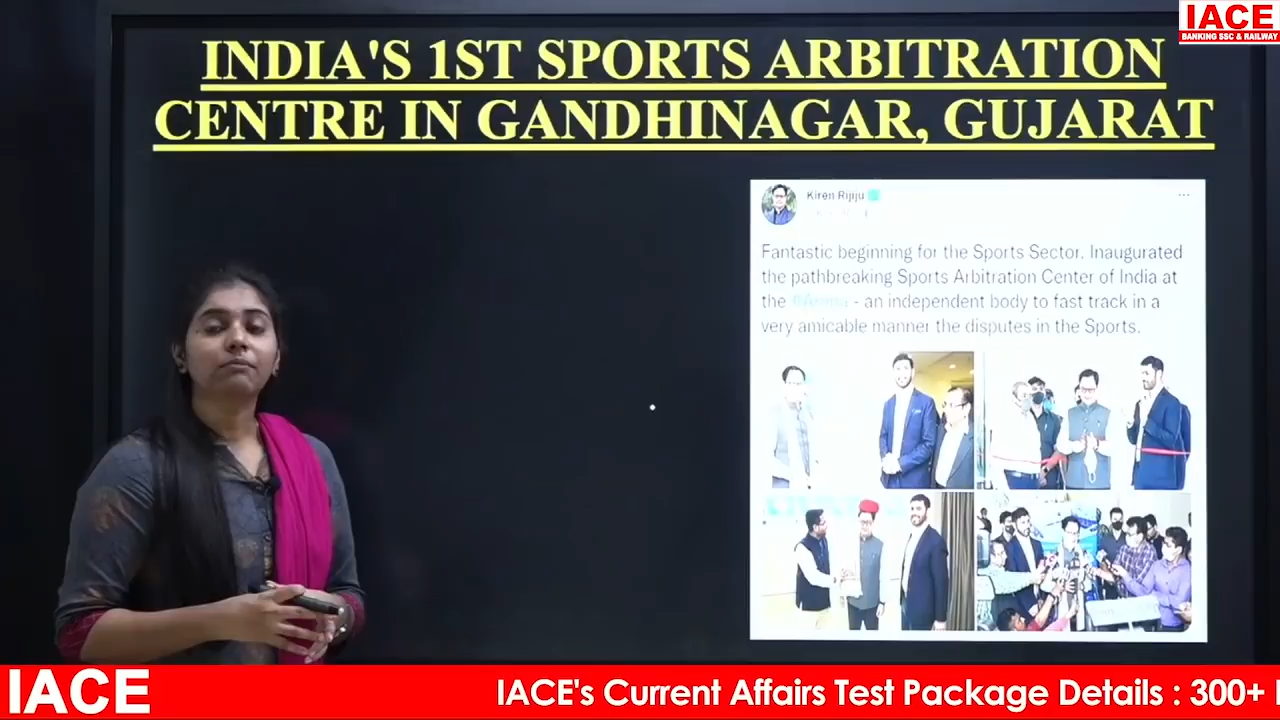 IACE
BANKING SSC & RAILWAY
INDIA'S 1ST SPORTS ARBITRATION
CENTRE IN GANDHINAGAR, GUJARAT
Kiren Rijiju
Fantastic beginning for the Sports Sector. Inaugurated
the pathbreaking Sports Arbitration Center of India at
the - an independent body to fast track in a
very amicable manner the disputes in the Sports.
IACE
IACE's Current Affairs Test Package Details : 300+